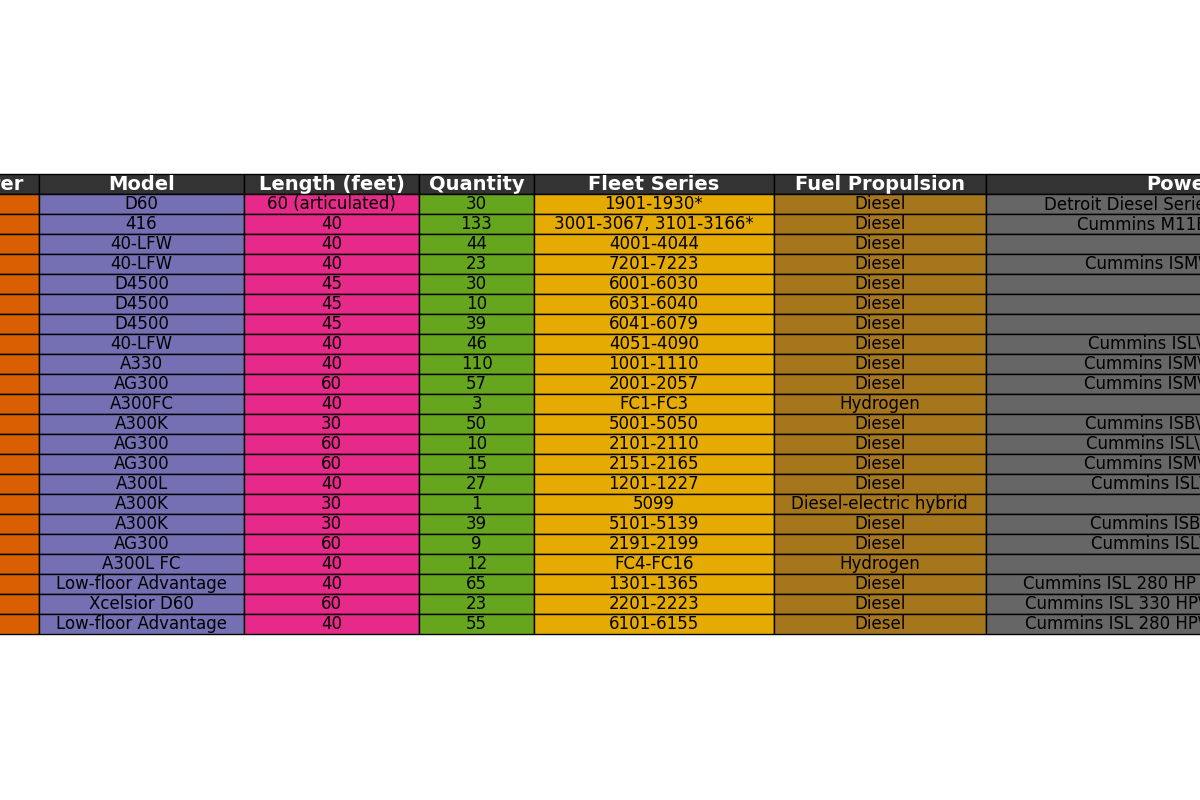 er Model Length (feet) Quantity Fleet Series Fuel Propulsion Powe
D60 60 (articulated) 30 1901-1930* Diesel Detroit Diesel Serie
416 40 133 3001-3067, 3101-3166* Diesel Cummins M11
40-LFW 40 44 4001-4044 Diesel
40-LFW 40 23 7201-7223 Diesel Cummins ISM
D4500 45 30 6001-6030 Diesel
D4500 45 10 6031-6040 Diesel
D4500 45 39 6041-6079 Diesel
40-LFW 40 46 4051-4090 Diesel Cummins ISL
A330 40 110 1001-1110 Diesel Cummins ISM
AG300 60 57 2001-2057 Diesel Cummins ISM
A300FC 40 3 FC1-FC3 Hydrogen
A300K 30 50 5001-5050 Diesel Cummins ISB
AG300 60 10 2101-2110 Diesel Cummins ISL
AG300 60 15 2151-2165 Diesel Cummins ISM
A300L 40 27 1201-1227 Diesel Cummins ISL
A300K 30 1 5099 Diesel-electric hybrid
A300K 30 39 5101-5139 Diesel Cummins ISB
AG300 60 9 2191-2199 Diesel Cummins ISL
A300L FC 40 12 FC4-FC16 Hydrogen
Low-floor Advantage 40 65 1301-1365 Diesel Cummins ISL 280 HP
Xcelsior D60 60 23 2201-2223 Diesel Cummins ISL 330 HP
Low-floor Advantage 40 55 6101-6155 Diesel Cummins ISL 280 HP